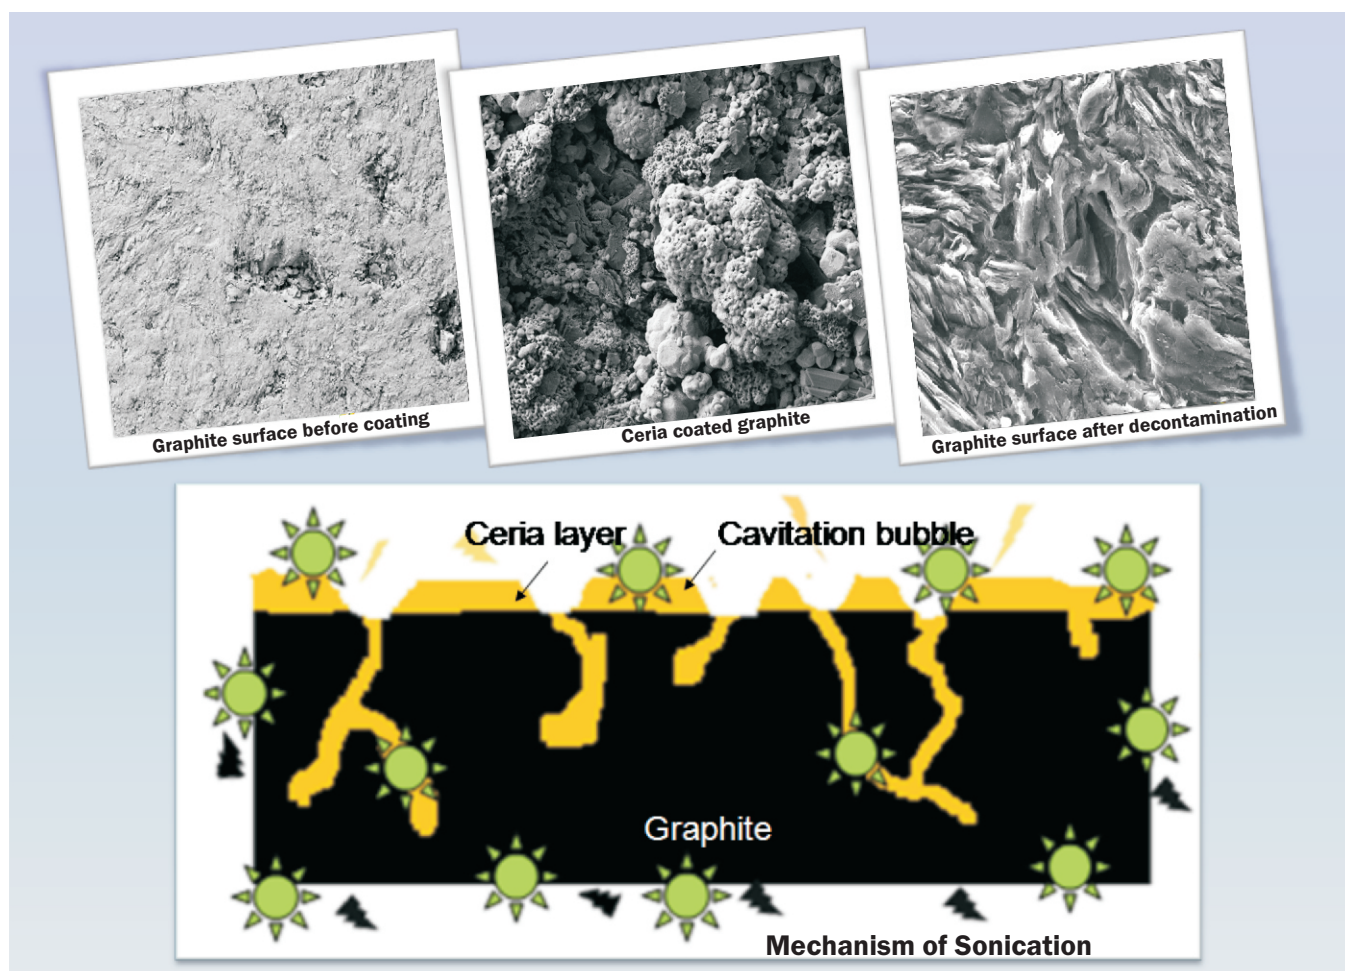 Graphite surface before coating
Ceria coated graphite
Graphite surface after decontamination
Ceria layer
Cavitation bubble
Graphite
Mechanism of Sonication